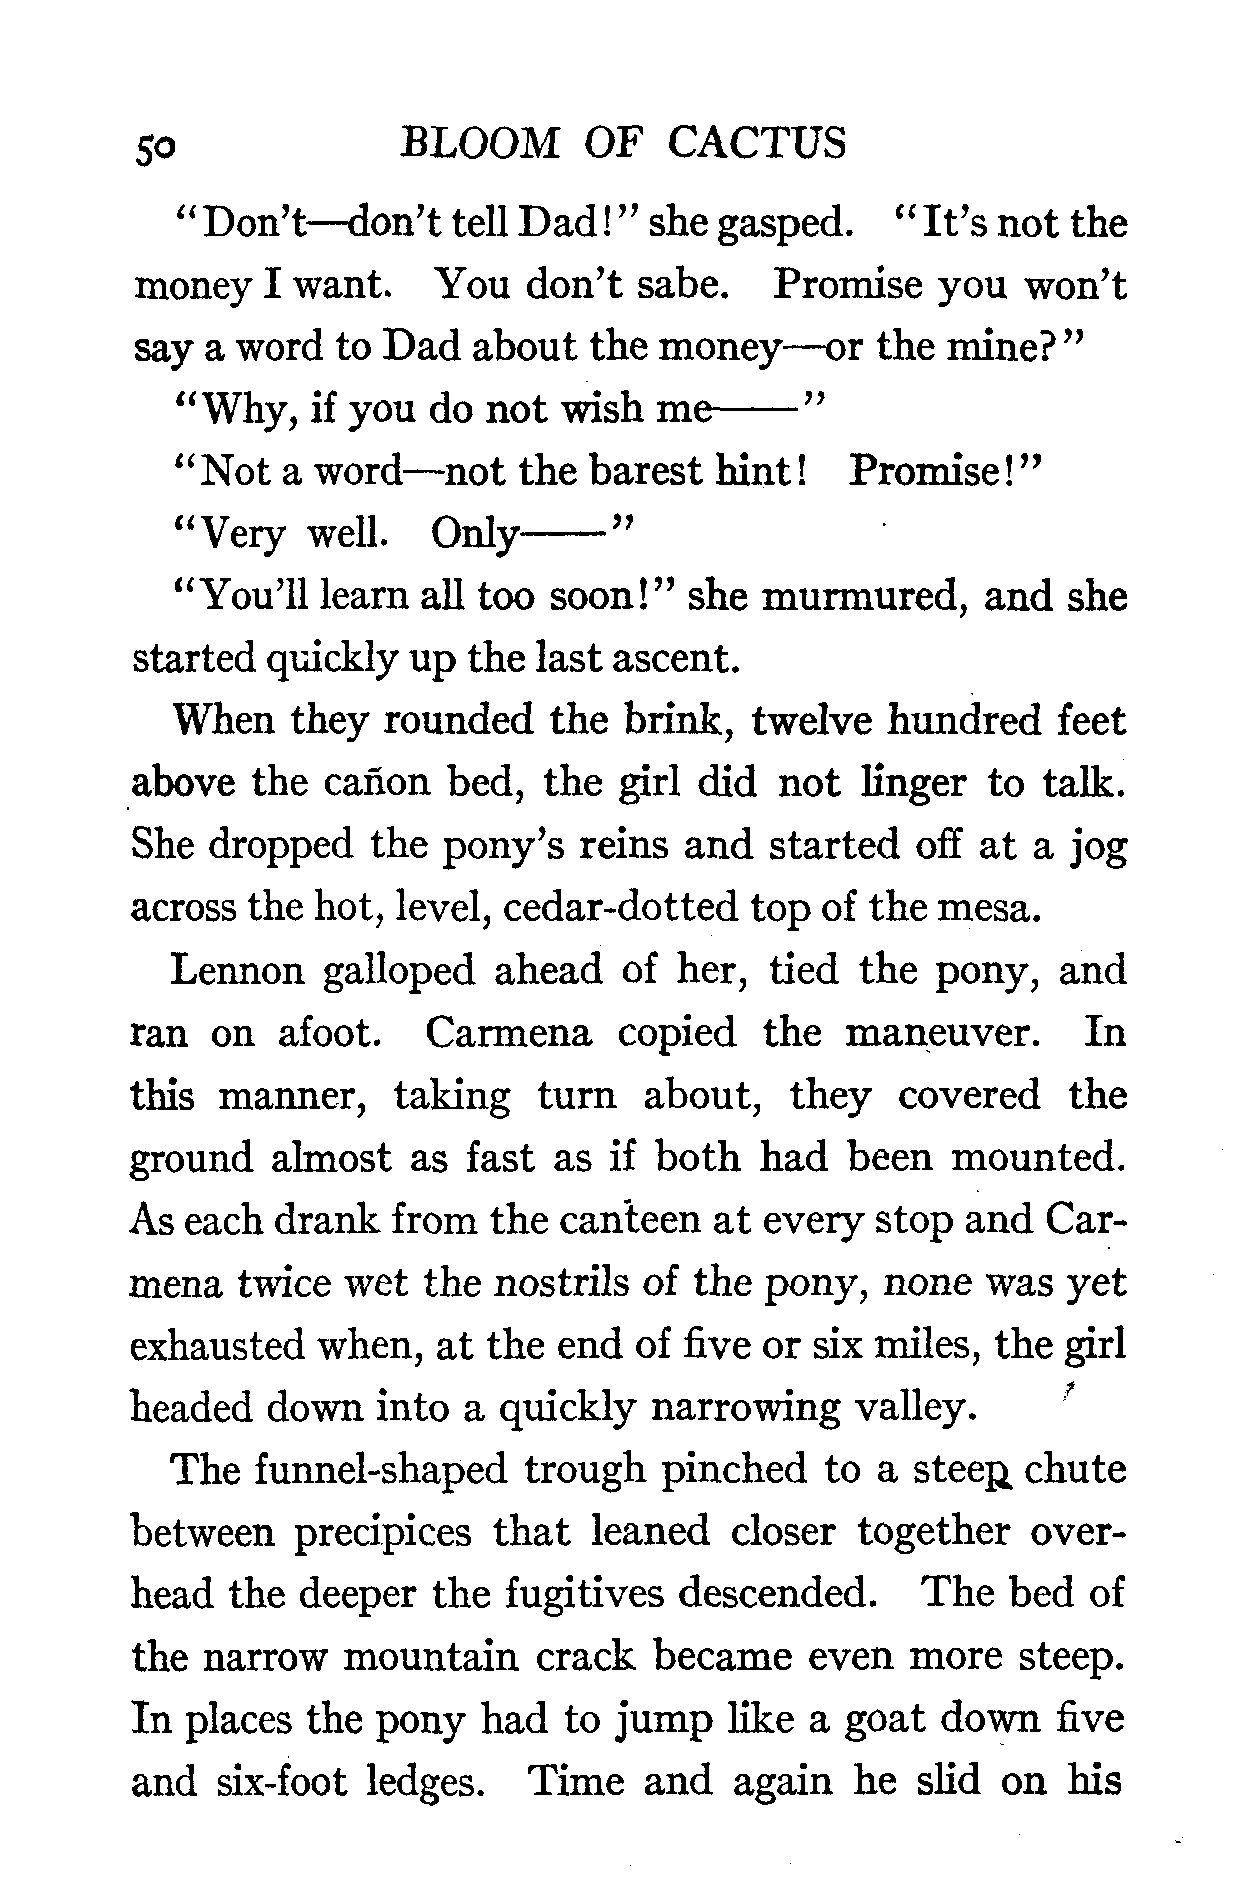 50 BLOOM OF CACTUS
"Don't—don't tell Dad!" she gasped. "It's not the
money I want. You don't sabe. Promise you won't
say a word to Dad about the money—or the mine?"
"Why, if you do not wish me——"
"Not a word—not the barest hint! Promise!"
"Very well. Only——"
"You'll learn all too soon!" she murmured, and she
started quickly up the last ascent.
When they rounded the brink, twelve hundred feet
above the cañon bed, the girl did not linger to talk.
She dropped the pony's reins and started off at a jog
across the hot, level, cedar-dotted top of the mesa.
Lennon galloped ahead of her, tied the pony, and
ran on afoot. Carmena copied the maneuver. In
this manner, taking turn about, they covered the
ground almost as fast as if both had been mounted.
As each drank from the canteen at every stop and Car-
mena twice wet the nostrils of the pony, none was yet
exhausted when, at the end of five or six miles, the girl
headed down into a quickly narrowing valley.
The funnel-shaped trough pinched to a steep chute
between precipices that leaned closer together over-
head the deeper the fugitives descended. The bed of
the narrow mountain crack became even more steep.
In places the pony had to jump like a goat down five
and six-foot ledges. Time and again he slid on his